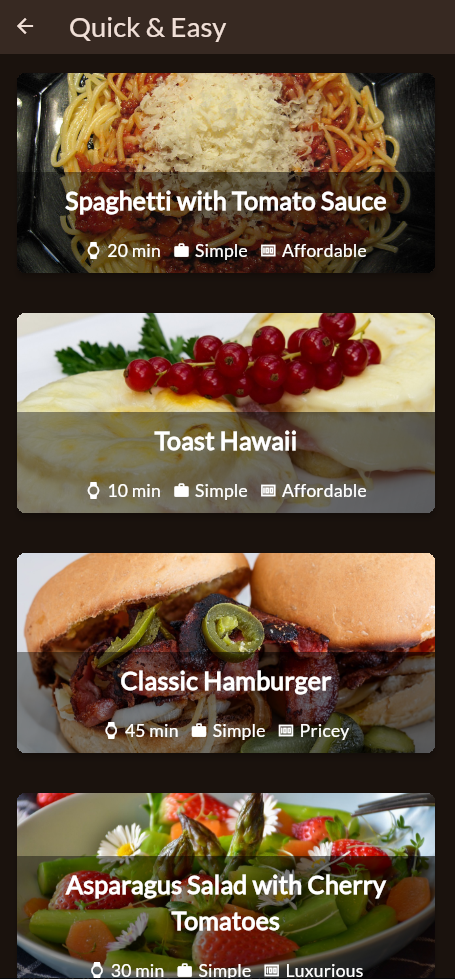 Quick & Easy
Spaghetti with Tomato Sauce
20 min Simple Affordable
Toast Hawaii
10 min Simple Affordable
Classic Hamburger
45 min Simple Pricey
Asparagus Salad with Cherry
Tomatoes
30 min Simple Luxurious